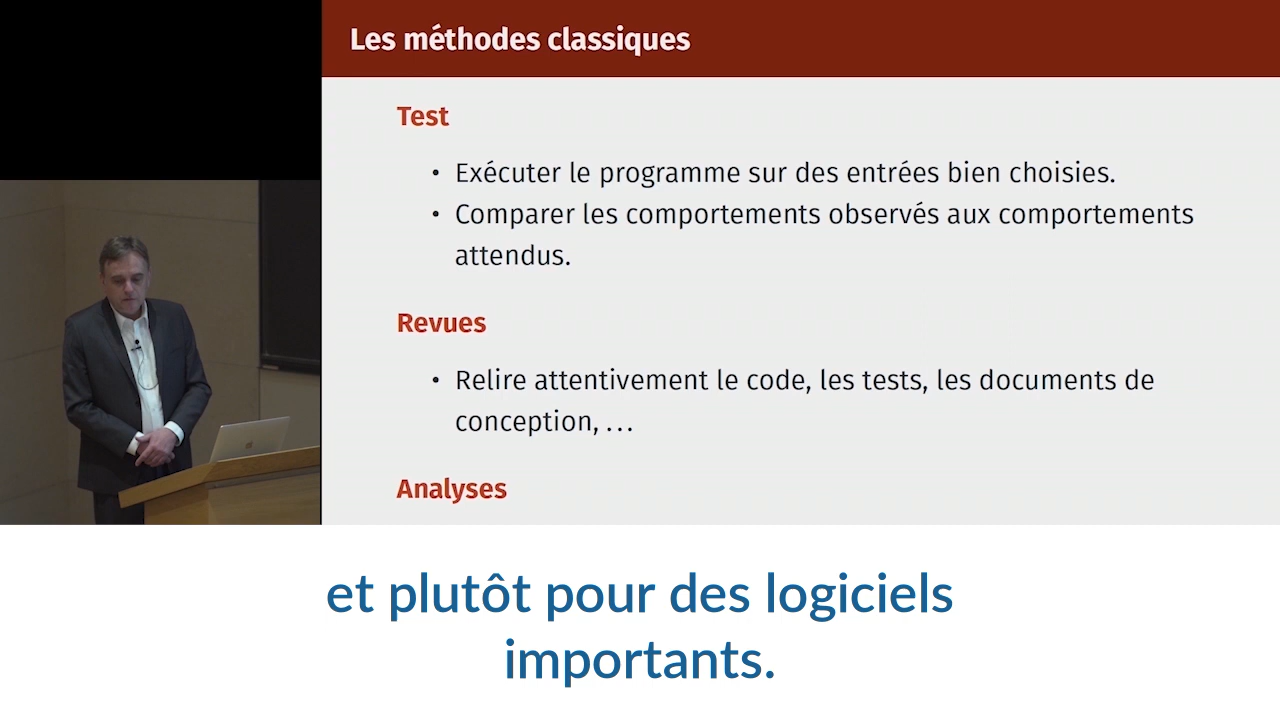 Les méthodes classiques
Test
• Exécuter le programme sur des entrées bien choisies.
• Comparer les comportements observés aux comportements
attendus.
Revues
• Relire attentivement le code, les tests, les documents de
conception, ...
Analyses
et plutôt pour des logiciels
importants.